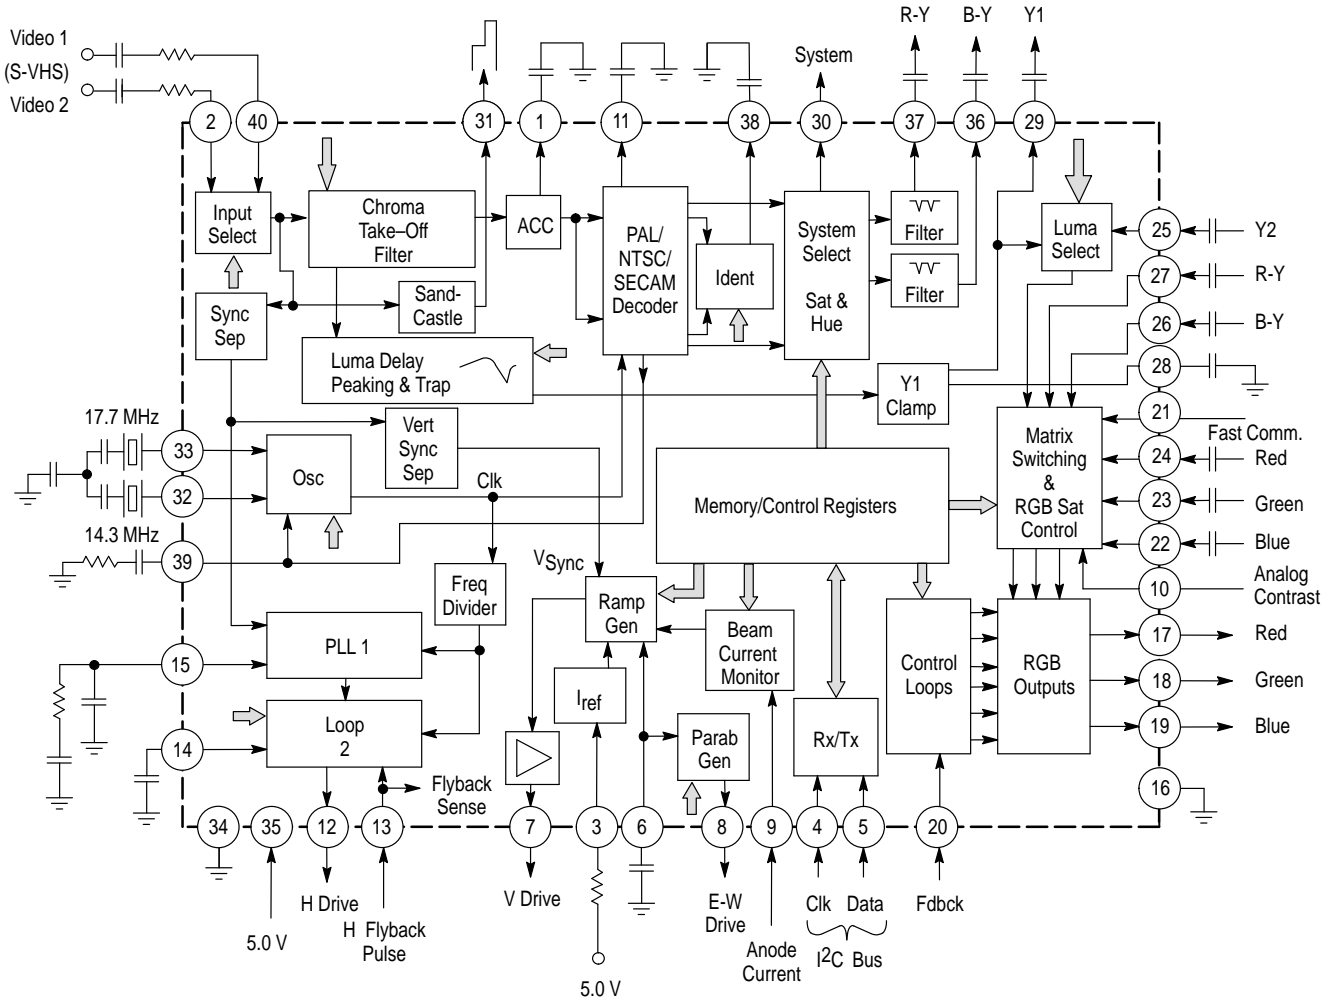 R-Y
B-Y
Y1
Video 1
(S-VHS)
Video 2
System
2
40
31
1
11
38
30
37
36
29
Input
Select
Chroma
Take–Off
Filter
ACC
PAL/
NTSC/
SECAM
Decoder
Ident
System
Select
Sat &
Hue
Filter
Filter
Luma
Select
25
Y2
27
R-Y
26
B-Y
28
Sync
Sep
Sand-
Castle
Luma Delay
Peaking & Trap
Y1
Clamp
21
Fast Comm.
17.7 MHz
33
32
Osc
Vert
Sync
Sep
Clk
14.3 MHz
39
Memory/Control Registers
Matrix
Switching
&
RGB Sat
Control
24
Red
23
Green
22
Blue
10
Analog
Contrast
VSync
Freq
Divider
Ramp
Gen
Beam
Current
Monitor
Control
Loops
RGB
Outputs
17
Red
18
Green
19
Blue
15
PLL 1
Iref
14
Loop
2
Parab
Gen
Rx/Tx
Flyback
Sense
16
34
35
12
13
7
3
6
8
9
4
5
20
5.0 V
H Drive
H Flyback
Pulse
V Drive
5.0 V
E-W
Drive
Anode
Current
Clk
Data
I2C Bus
Fdbck